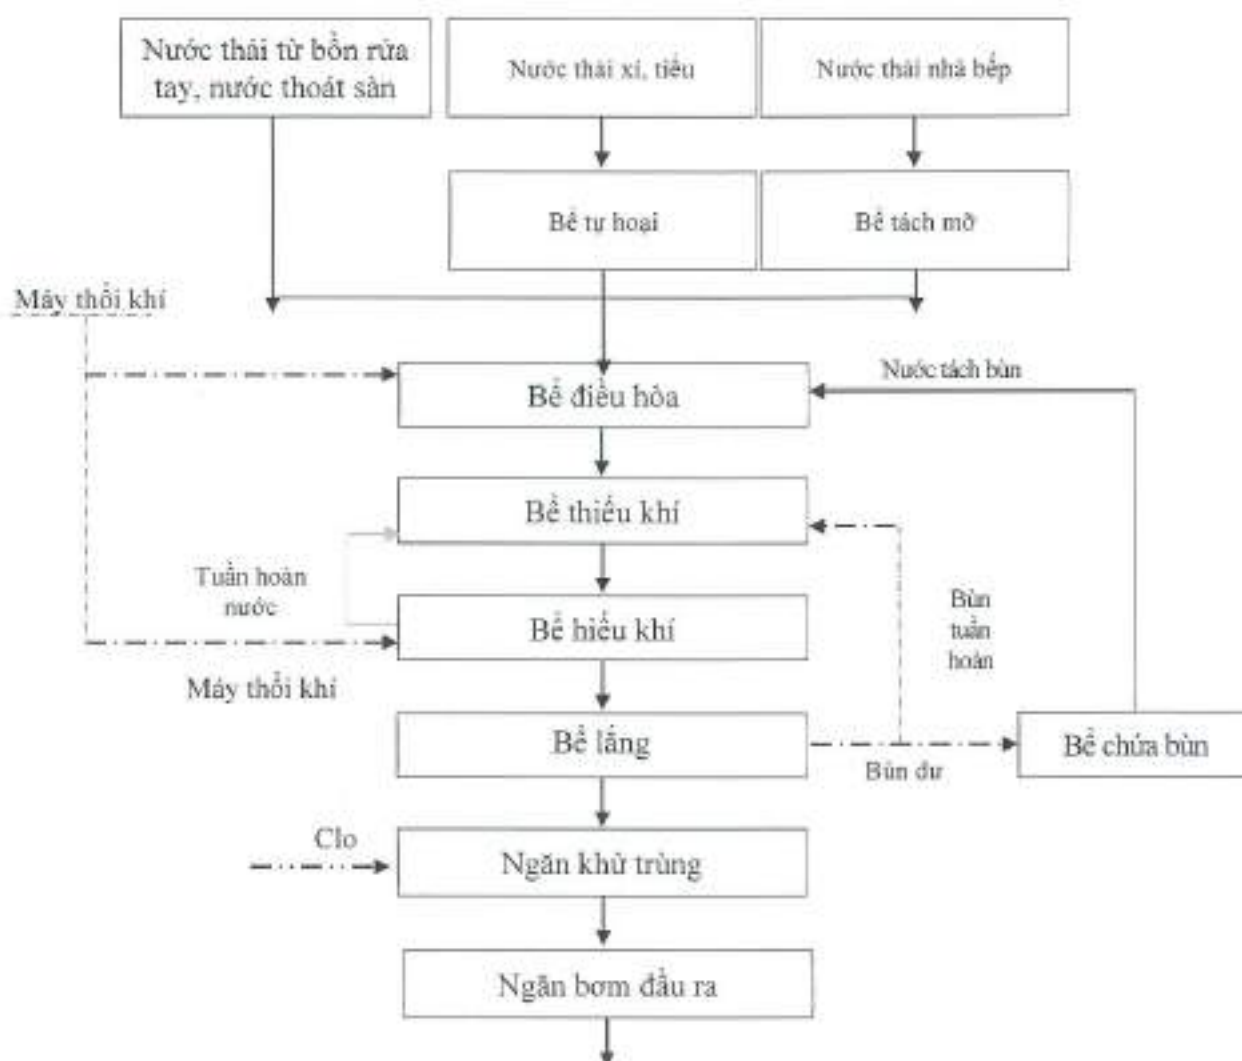 Nước thải từ bồn rửa
tay, nước thoát sàn
Nước thải xí, tiểu
Nước thải nhà bếp
Bể tự hoại
Bể tách mỡ
Máy thổi khí
Nước tách bùn
Bể điều hòa
Bể thiếu khí
Tuần hoàn
nước
Bùn
tuần
hoàn
Bể hiếu khí
Máy thổi khí
Bể lắng
Bùn dư
Bể chứa bùn
Clo
Ngăn khử trùng
Ngăn bơm đầu ra